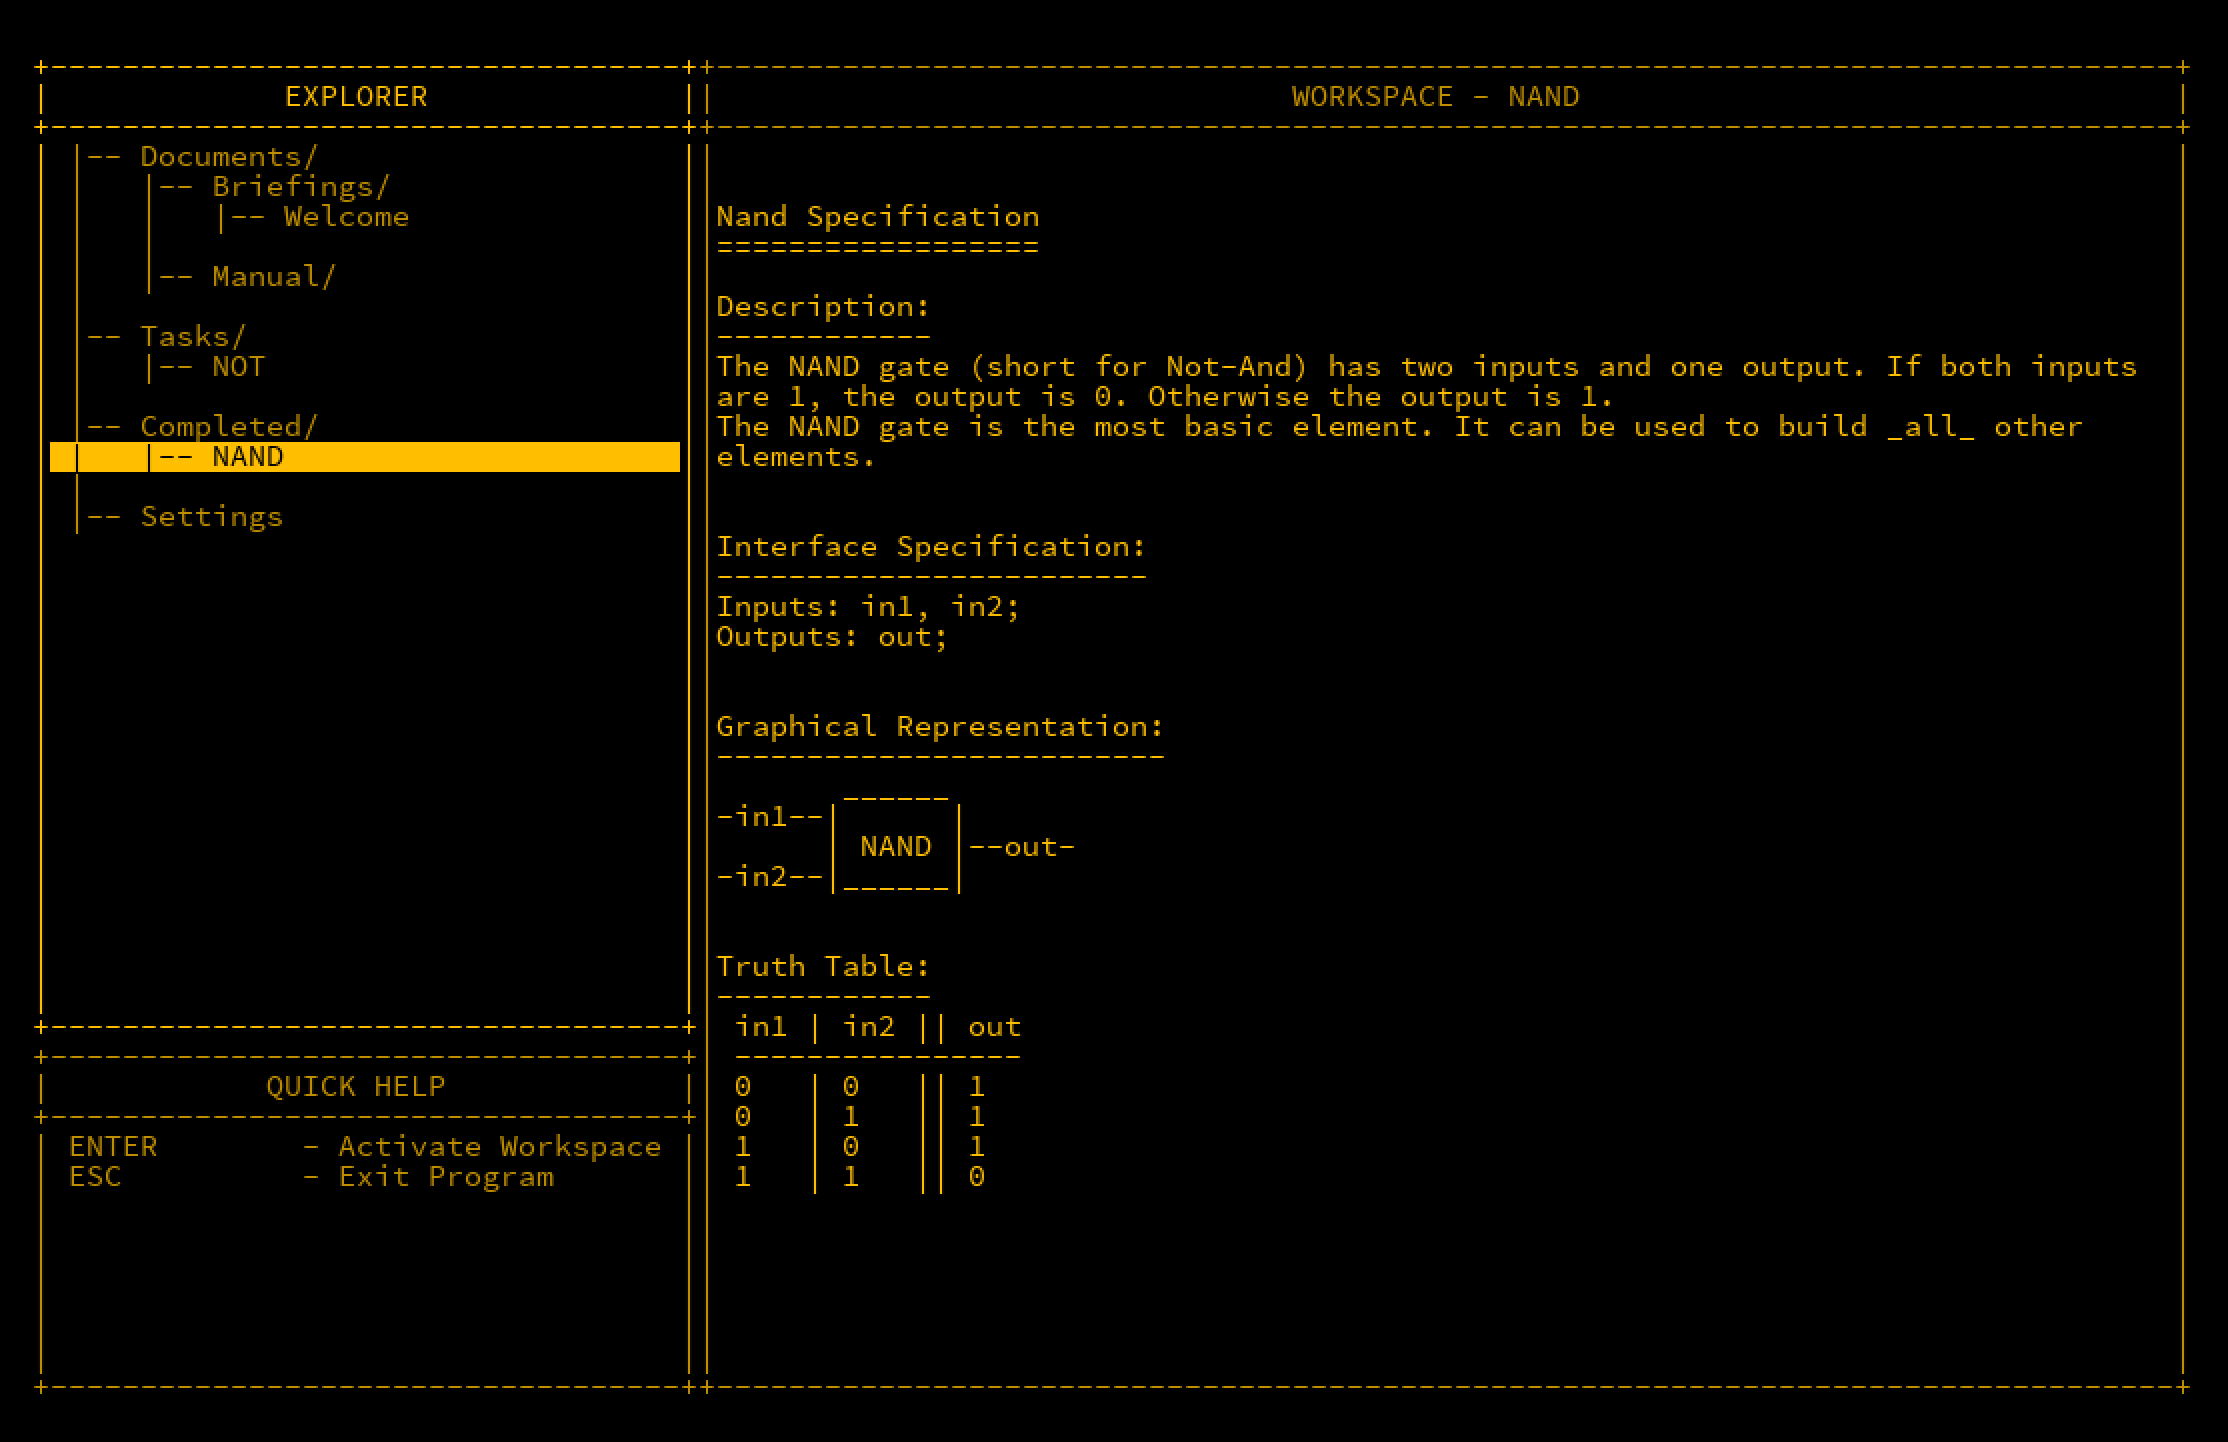 EXPLORER
|-- Documents/
|-- Briefings/
|-- Welcome
|-- Manual/
|-- Tasks/
|-- NOT
|-- Completed/
|-- NAND
|-- Settings
QUICK HELP
ENTER - Activate Workspace
ESC - Exit Program
WORKSPACE - NAND
Nand Specification
==================
Description:
------------
The NAND gate (short for Not-And) has two inputs and one output. If both inputs
are 1, the output is 0. Otherwise the output is 1.
The NAND gate is the most basic element. It can be used to build _all_ other
elements.
Interface Specification:
------------------------
Inputs: in1, in2;
Outputs: out;
Graphical Representation:
-------------------------
-in1--
NAND --out-
-in2--
Truth Table:
------------
in1 | in2 || out
----------------
0 | 0 || 1
0 | 1 || 1
1 | 0 || 1
1 | 1 || 0